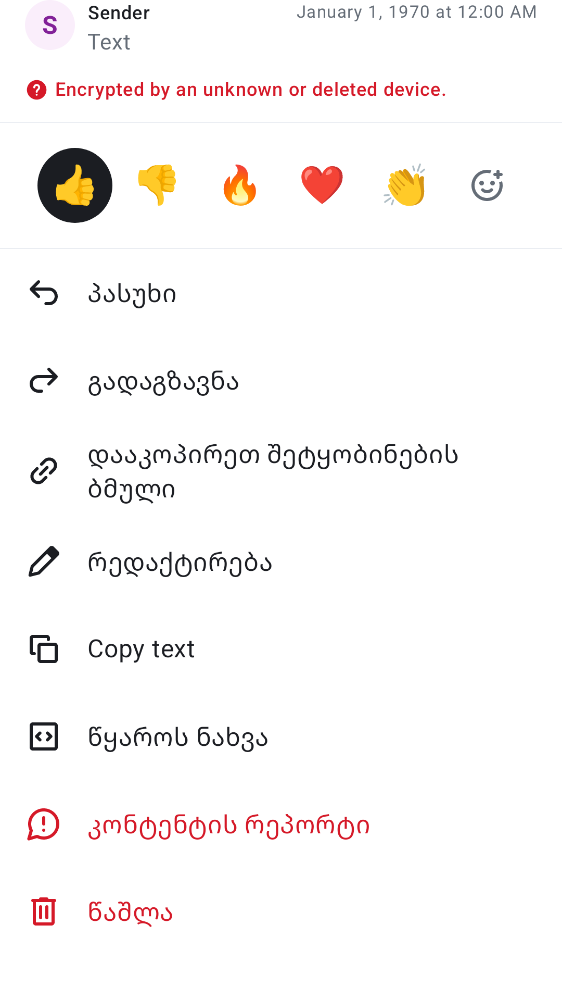 S
Sender
January 1, 1970 at 12:00 AM
Text
Encrypted by an unknown or deleted device.
პასუხი
გადაგზავნა
დააკოპირეთ შეტყობინების
ბმული
რედაქტირება
Copy text
წყაროს ნახვა
კონტენტის რეპორტი
წაშლა